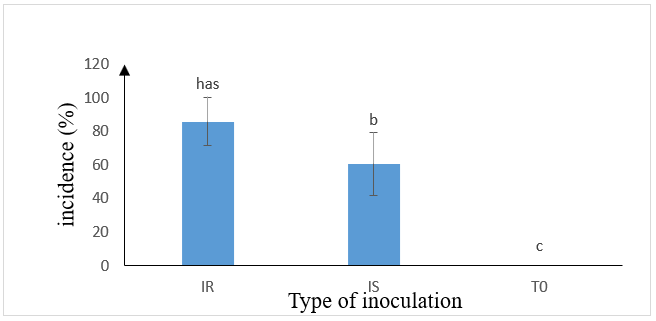 120
has
100
b
80
60
40
20
c
0
IR IS T0
incidence (%)
Type of inoculation